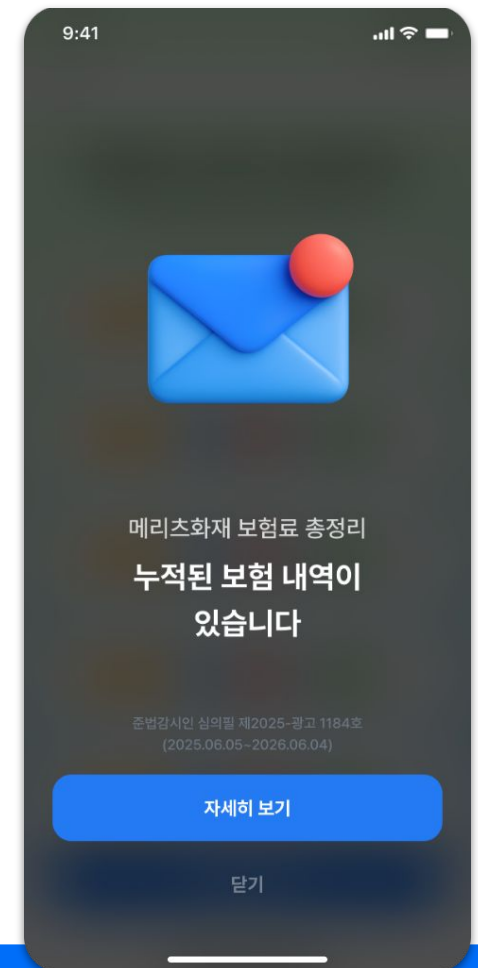 9:41
메리츠화재 보험료 총정리
누적된 보험 내역이
있습니다
준법감시인 심의필 제2025-광고 1184호
(2025.06.05~2026.06.04)
자세히 보기
닫기